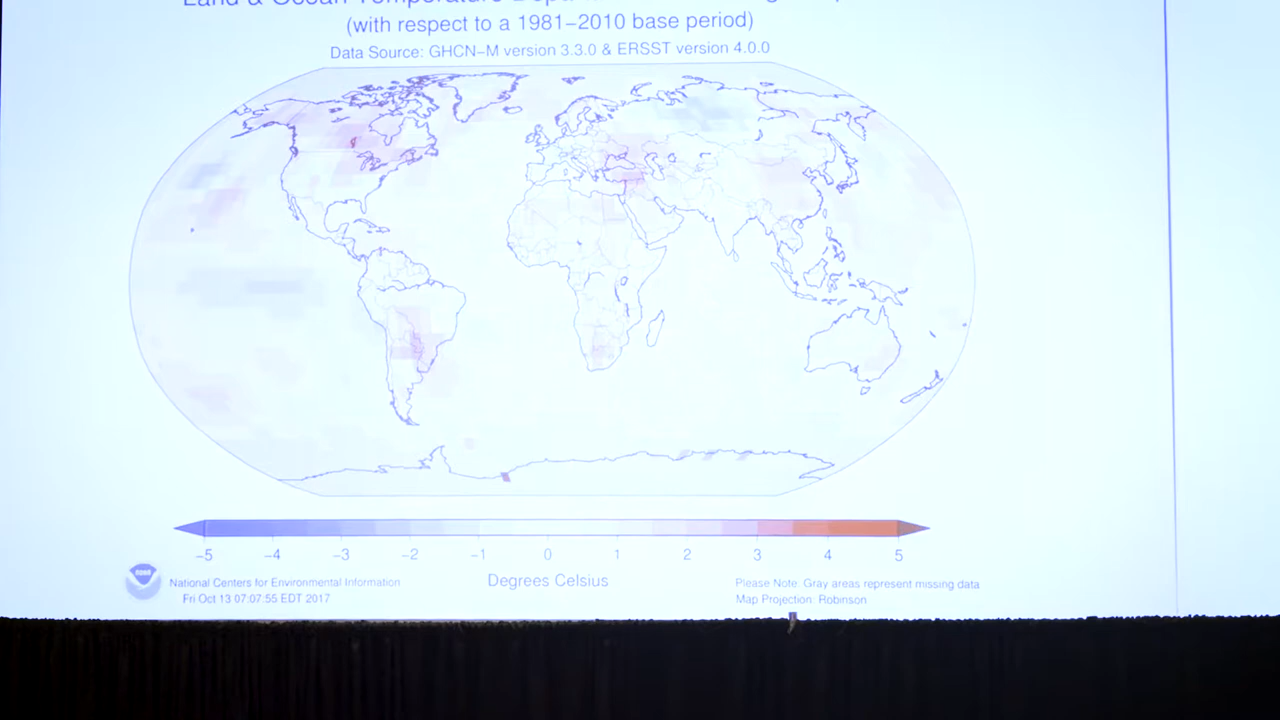 Land & Ocean Temperature
(with respect to a 1981–2010 base period)
Data Source: GHCN–M version 3.3.0 & ERSST version 4.0.0
−5 −4 −3 −2 −1 0 1 2 3 4 5
Degrees Celsius
National Centers for Environmental Information
Fri Oct 13 07:07:55 EDT 2017
Please Note: Gray areas represent missing data
Map Projection: Robinson